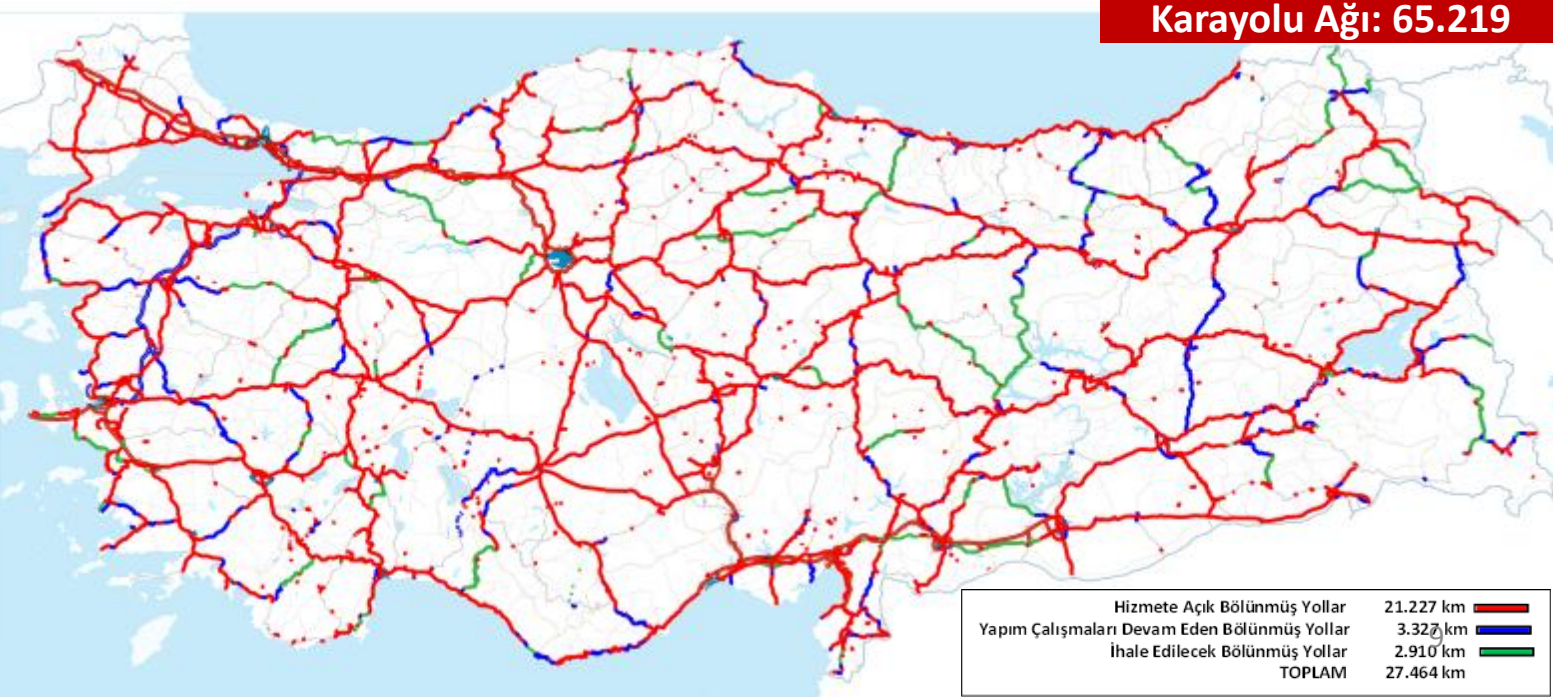 Karayolu Ağı: 65.219
Hizmete Açık Bölünmüş Yollar 21.227 km
Yapım Çalışmaları Devam Eden Bölünmüş Yollar 3.327 km
9
İhale Edilecek Bölünmüş Yollar 2.910 km
TOPLAM 27.464 km